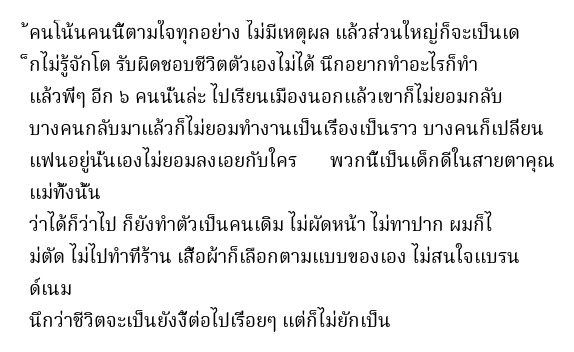 ้คนโน้นคนนี้ตามใจทุกอย่าง ไม่มีเหตุผล แล้วส่วนใหญ่ก็จะเป็นเด
็กไม่รู้จักโต รับผิดชอบชีวิตตัวเองไม่ได้ นึกอยากทำอะไรก็ทำ
แล้วพี่ๆ อีก ๖ คนนั่นล่ะ ไปเรียนเมืองนอกแล้วเขาก็ไม่ยอมกลับ
บางคนกลับมาแล้วก็ไม่ยอมทำงานเป็นเรื่องเป็นราว บางคนก็เปลี่ยน
แฟนอยู่นั่นเองไม่ยอมลงเอยกับใคร พวกนี้เป็นเด็กดีในสายตาคุณ
แม่ทั้งนั้น
ว่าได้ก็ว่าไป ก็ยังทำตัวเป็นคนเดิม ไม่ผัดหน้า ไม่ทาปาก ผมก็ไ
ม่ตัด ไม่ไปทำที่ร้าน เสื้อผ้าก็เลือกตามแบบของเอง ไม่สนใจแบรน
ด์เนม
นึกว่าชีวิตจะเป็นยังงี้ต่อไปเรื่อยๆ แต่ก็ไม่ยักเป็น